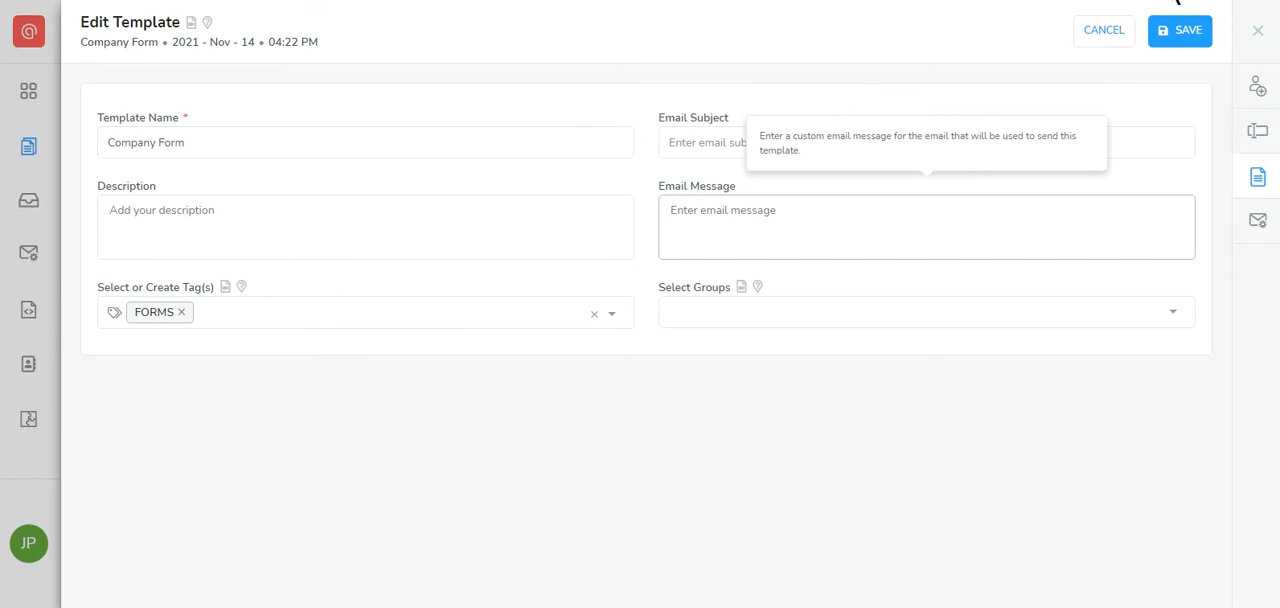 Edit Template
Company Form • 2021 - Nov - 14 • 04:22 PM
CANCEL
SAVE
Template Name *
Company Form
Email Subject
Enter email sub
Enter a custom email message for the email that will be used to send this
template.
Description
Add your description
Email Message
Enter email message
Select or Create Tag(s)
FORMS
Select Groups
JP